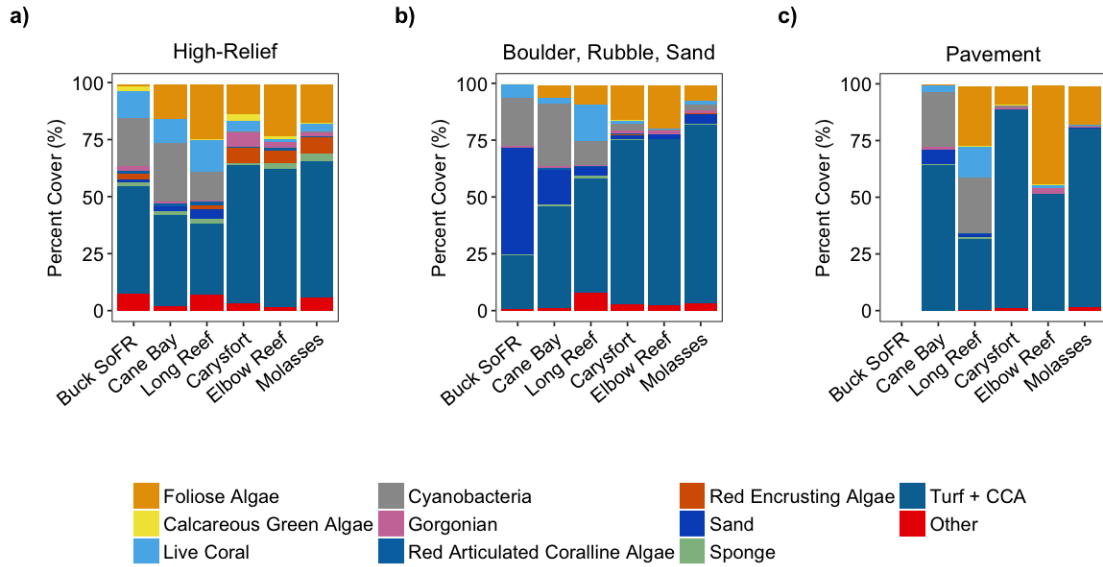 a)
High-Relief
Percent Cover (%)
100
75
50
25
0
Buck SoFR
Cane Bay
Long Reef
Carysfort
Elbow Reef
Molasses
b)
Boulder, Rubble, Sand
Percent Cover (%)
100
75
50
25
0
Buck SoFR
Cane Bay
Long Reef
Carysfort
Elbow Reef
Molasses
c)
Pavement
Percent Cover (%)
100
75
50
25
0
Buck SoFR
Cane Bay
Long Reef
Carysfort
Elbow Reef
Molasses
Foliose Algae
Calcareous Green Algae
Live Coral
Cyanobacteria
Gorgonian
Red Articulated Coralline Algae
Red Encrusting Algae
Sand
Sponge
Turf + CCA
Other